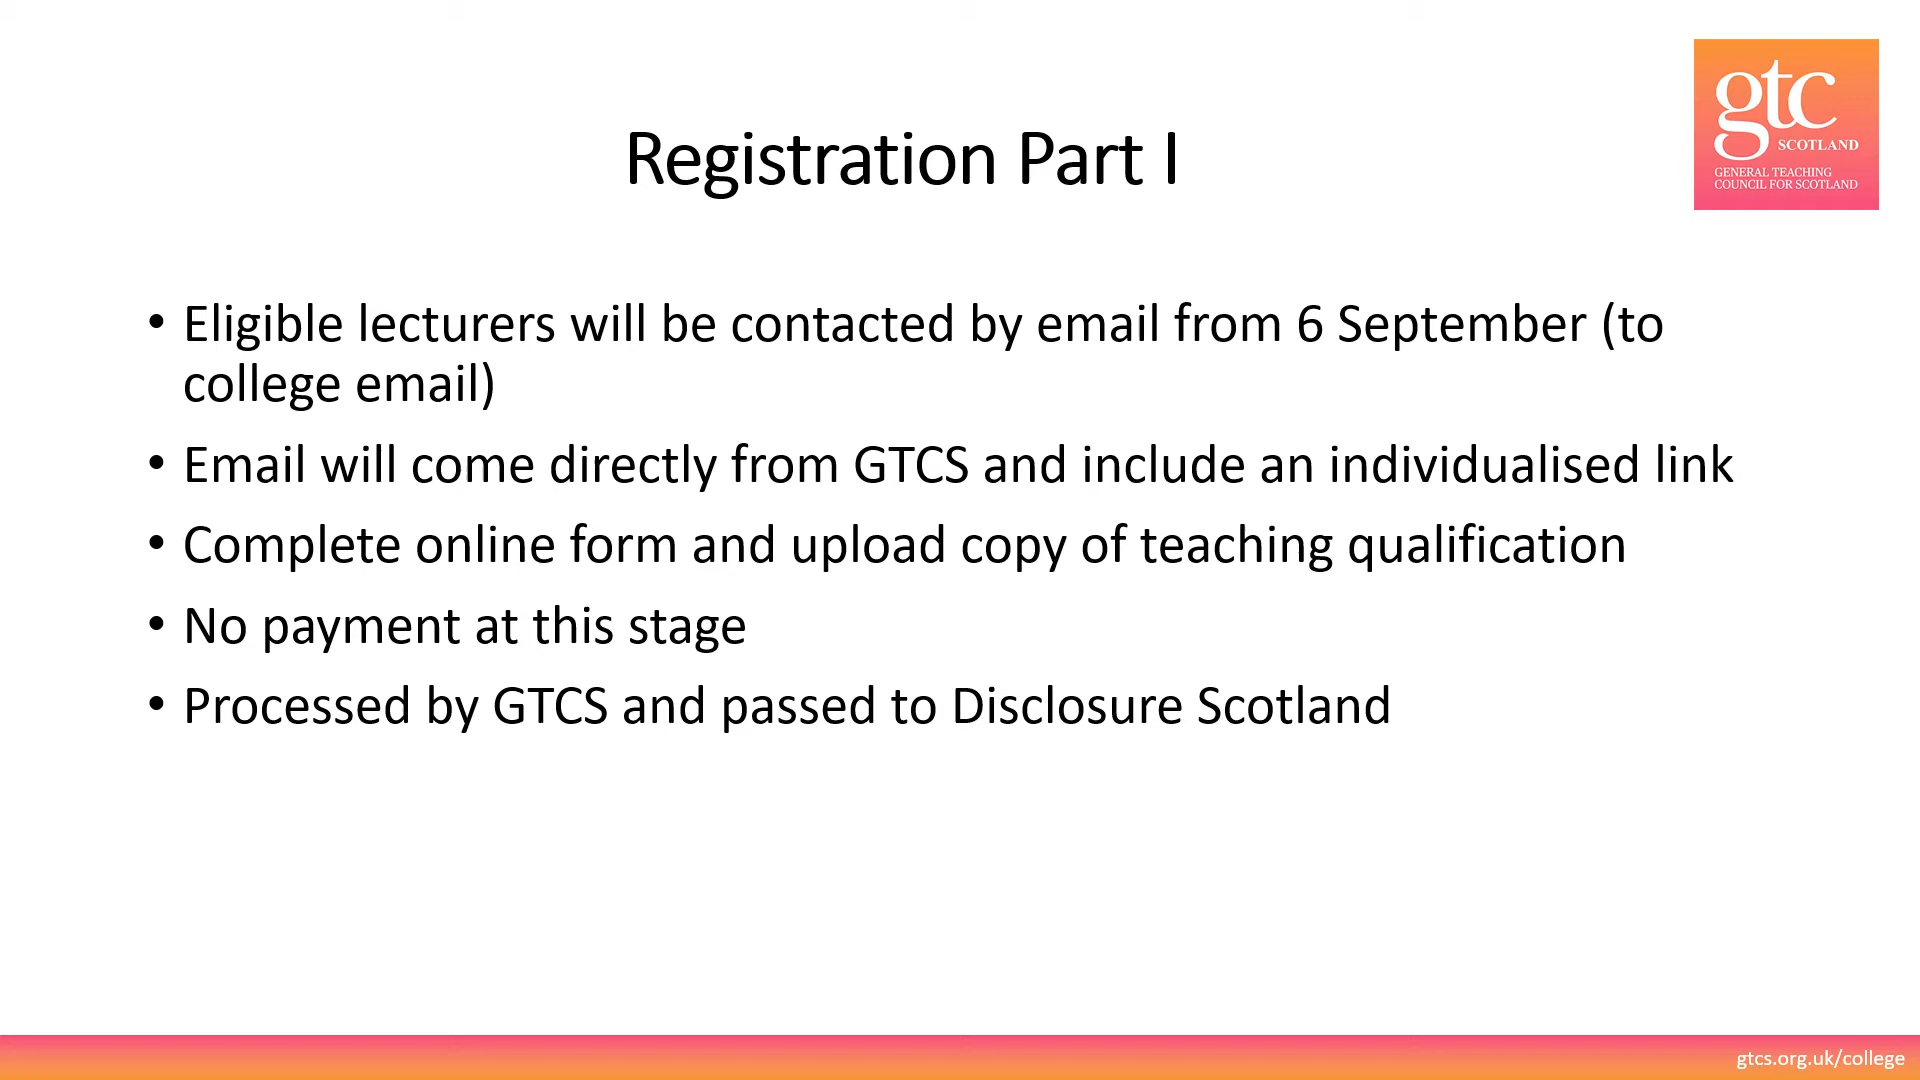 gtc
SCOTLAND
GENERAL TEACHING
COUNCIL FOR SCOTLAND
Registration Part I
• Eligible lecturers will be contacted by email from 6 September (to
college email)
• Email will come directly from GTCS and include an individualised link
• Complete online form and upload copy of teaching qualification
• No payment at this stage
• Processed by GTCS and passed to Disclosure Scotland
gtcs.org.uk/college